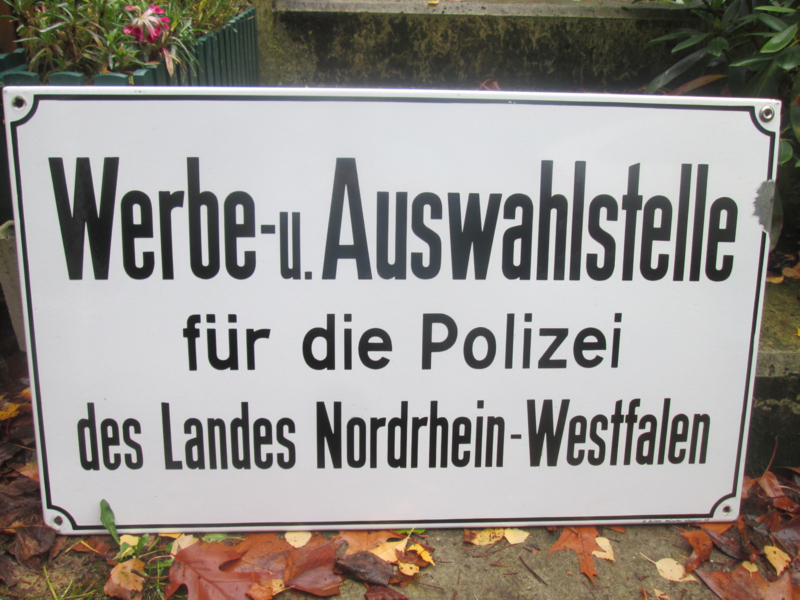 Werbe-u. Auswahlstelle
für die Polizei
des Landes Nordrhein-Westfalen